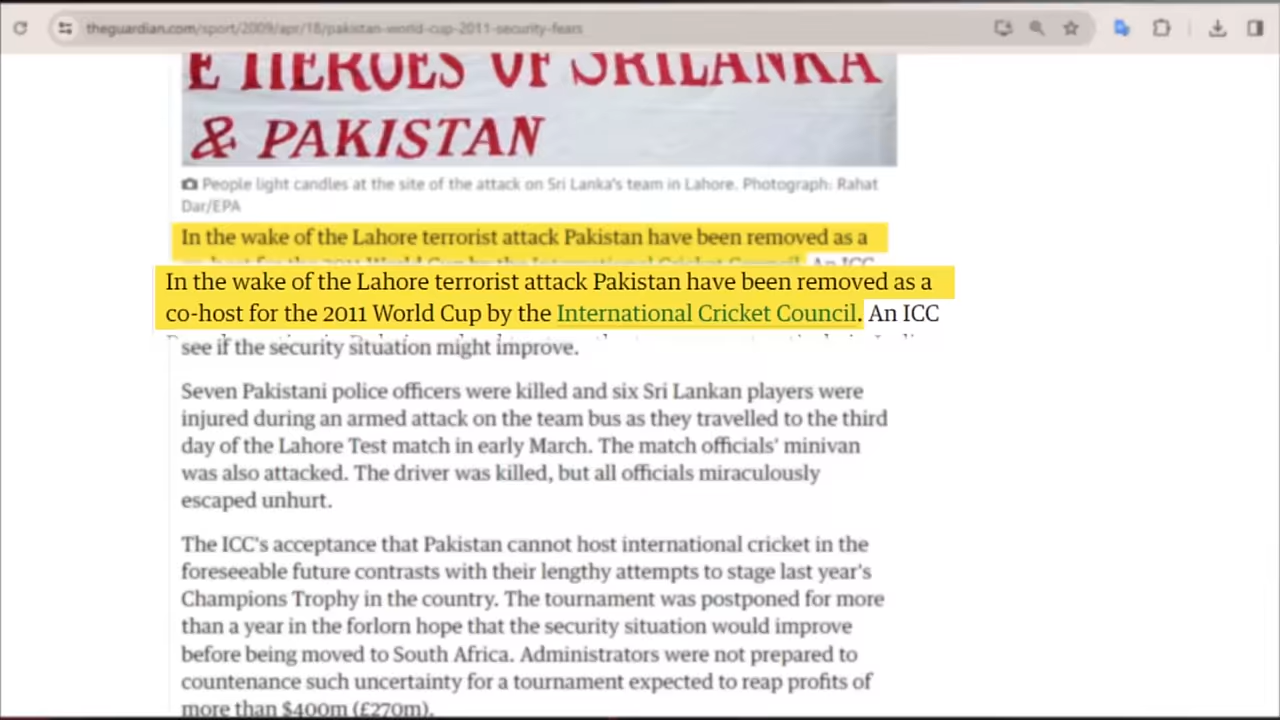 theguardian.com/sport/2009/apr/18/pakistan-world-cup-2011-security-fears
E HEROES OF SRILANKA
& PAKISTAN
People light candles at the site of the attack on Sri Lanka's team in Lahore. Photograph: Rahat
Dar/EPA
In the wake of the Lahore terrorist attack Pakistan have been removed as a
In the wake of the Lahore terrorist attack Pakistan have been removed as a
co-host for the 2011 World Cup by the International Cricket Council. An ICC
see if the security situation might improve.
Seven Pakistani police officers were killed and six Sri Lankan players were
injured during an armed attack on the team bus as they travelled to the third
day of the Lahore Test match in early March. The match officials' minivan
was also attacked. The driver was killed, but all officials miraculously
escaped unhurt.
The ICC's acceptance that Pakistan cannot host international cricket in the
foreseeable future contrasts with their lengthy attempts to stage last year's
Champions Trophy in the country. The tournament was postponed for more
than a year in the forlorn hope that the security situation would improve
before being moved to South Africa. Administrators were not prepared to
countenance such uncertainty for a tournament expected to reap profits of
more than $400m (£270m).